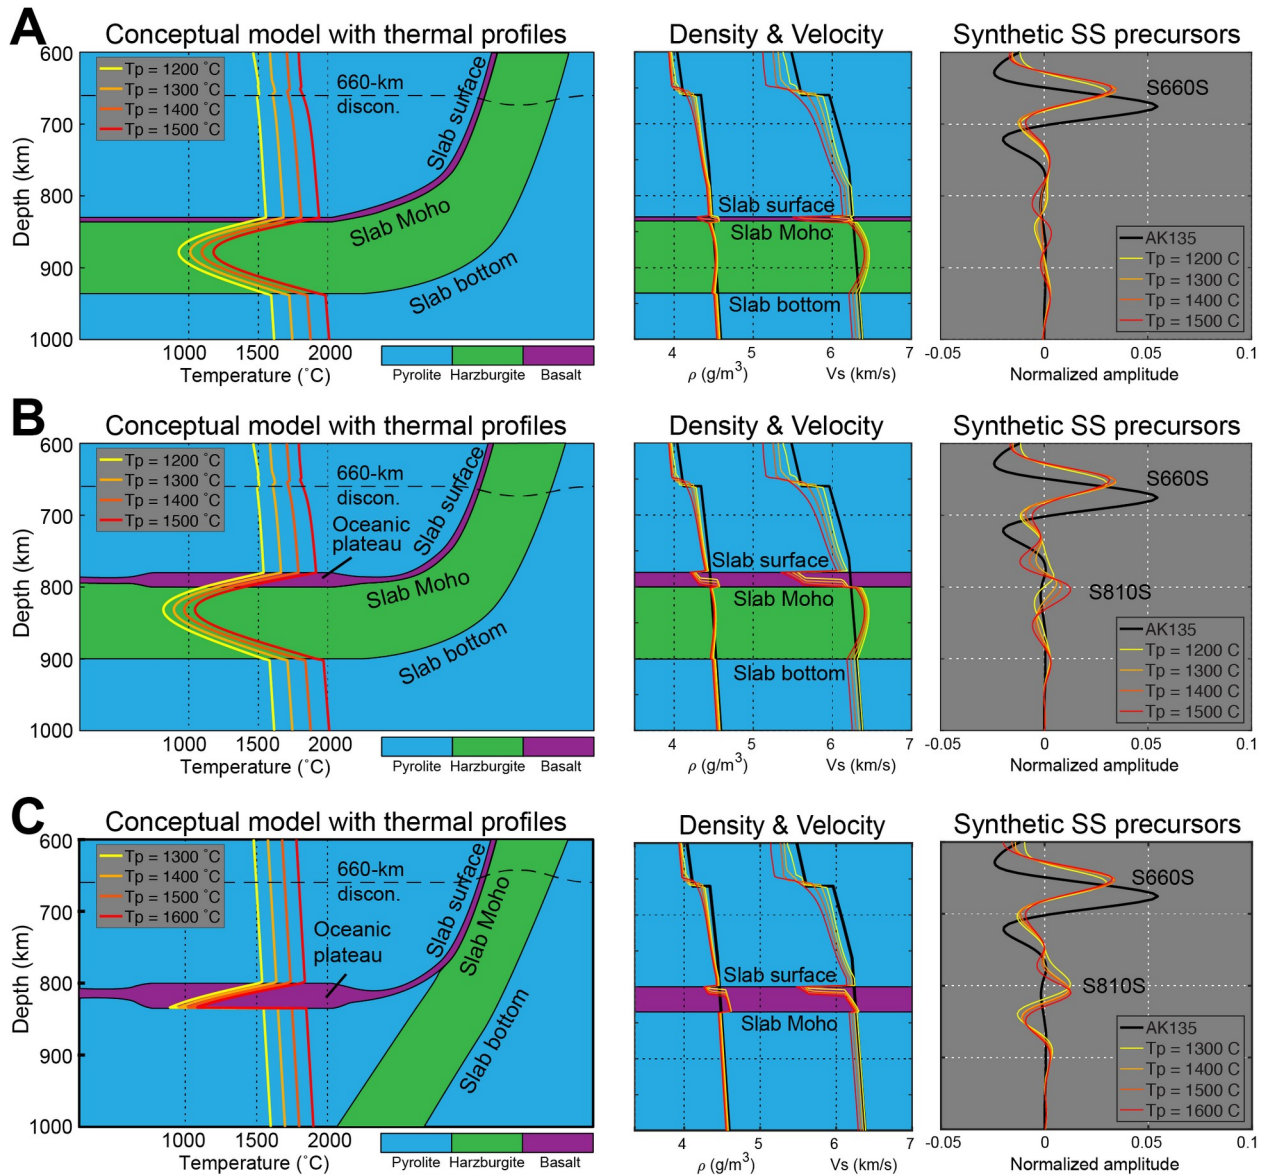 A
Conceptual model with thermal profiles
Density & Velocity
Synthetic SS precursors
600
700
800
900
1000
Depth (km)
Tp = 1200 ˚C
Tp = 1300 ˚C
Tp = 1400 ˚C
Tp = 1500 ˚C
660-km
discon.
Slab surface
Slab Moho
Slab bottom
1000
1500
2000
Temperature (˚C)
Pyrolite
Harzburgite
Basalt
Slab surface
Slab Moho
Slab bottom
4
5
6
7
ρ (g/m³)
Vs (km/s)
S660S
AK135
Tp = 1200 C
Tp = 1300 C
Tp = 1400 C
Tp = 1500 C
-0.05
0
0.05
0.1
Normalized amplitude
B
Conceptual model with thermal profiles
Density & Velocity
Synthetic SS precursors
600
700
800
900
1000
Depth (km)
Tp = 1200 ˚C
Tp = 1300 ˚C
Tp = 1400 ˚C
Tp = 1500 ˚C
660-km
discon.
Oceanic
plateau
Slab surface
Slab Moho
Slab bottom
1000
1500
2000
Temperature (˚C)
Pyrolite
Harzburgite
Basalt
Slab surface
Slab Moho
Slab bottom
4
5
6
7
ρ (g/m³)
Vs (km/s)
S660S
S810S
AK135
Tp = 1200 C
Tp = 1300 C
Tp = 1400 C
Tp = 1500 C
-0.05
0
0.05
0.1
Normalized amplitude
C
Conceptual model with thermal profiles
Density & Velocity
Synthetic SS precursors
600
700
800
900
1000
Depth (km)
Tp = 1300 ˚C
Tp = 1400 ˚C
Tp = 1500 ˚C
Tp = 1600 ˚C
660-km
discon.
Oceanic
plateau
Slab surface
Slab Moho
Slab bottom
1000
1500
2000
Temperature (˚C)
Pyrolite
Harzburgite
Basalt
Slab surface
Slab Moho
4
5
6
7
ρ (g/m³)
Vs (km/s)
S660S
S810S
AK135
Tp = 1300 C
Tp = 1400 C
Tp = 1500 C
Tp = 1600 C
-0.05
0
0.05
0.1
Normalized amplitude